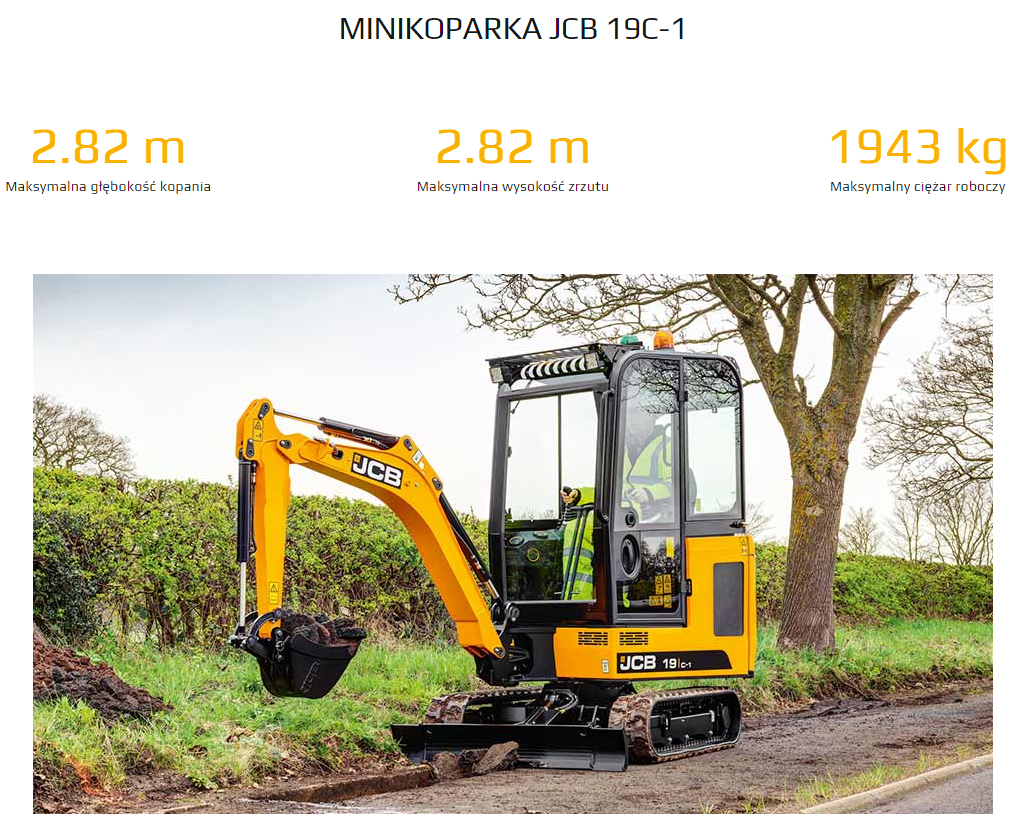 MINIKOPARKA JCB 19C-1
2.82 m
Maksymalna głębokość kopania
2.82 m
Maksymalna wysokość zrzutu
1943 kg
Maksymalny ciężar roboczy
JCB
JCB 19 C-1